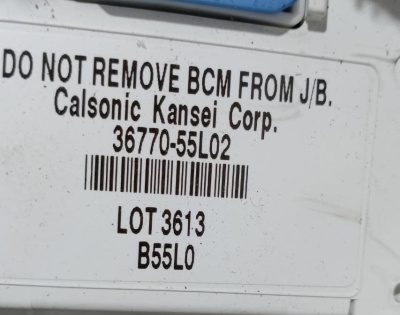 DO NOT REMOVE BCM FROM J/B.
Calsonic Kansei Corp.
36770-55L02
LOT 3613
B55L0